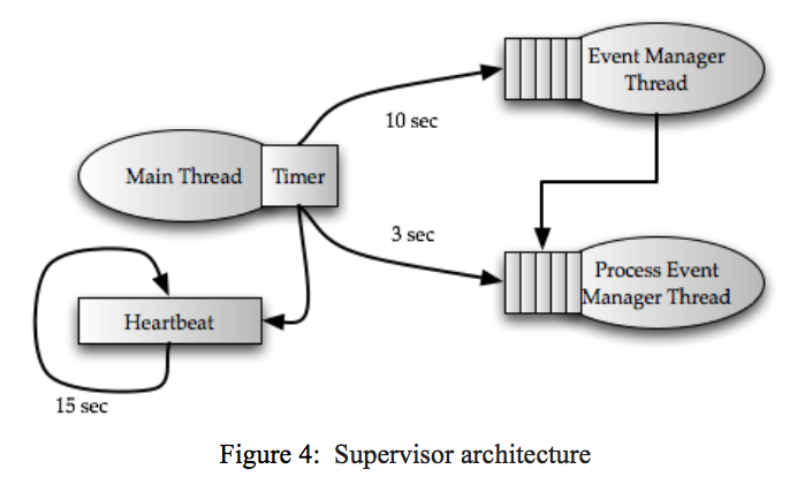 Event Manager
Thread
10 sec
Main Thread
Timer
3 sec
Process Event
Manager Thread
Heartbeat
15 sec
Figure 4: Supervisor architecture